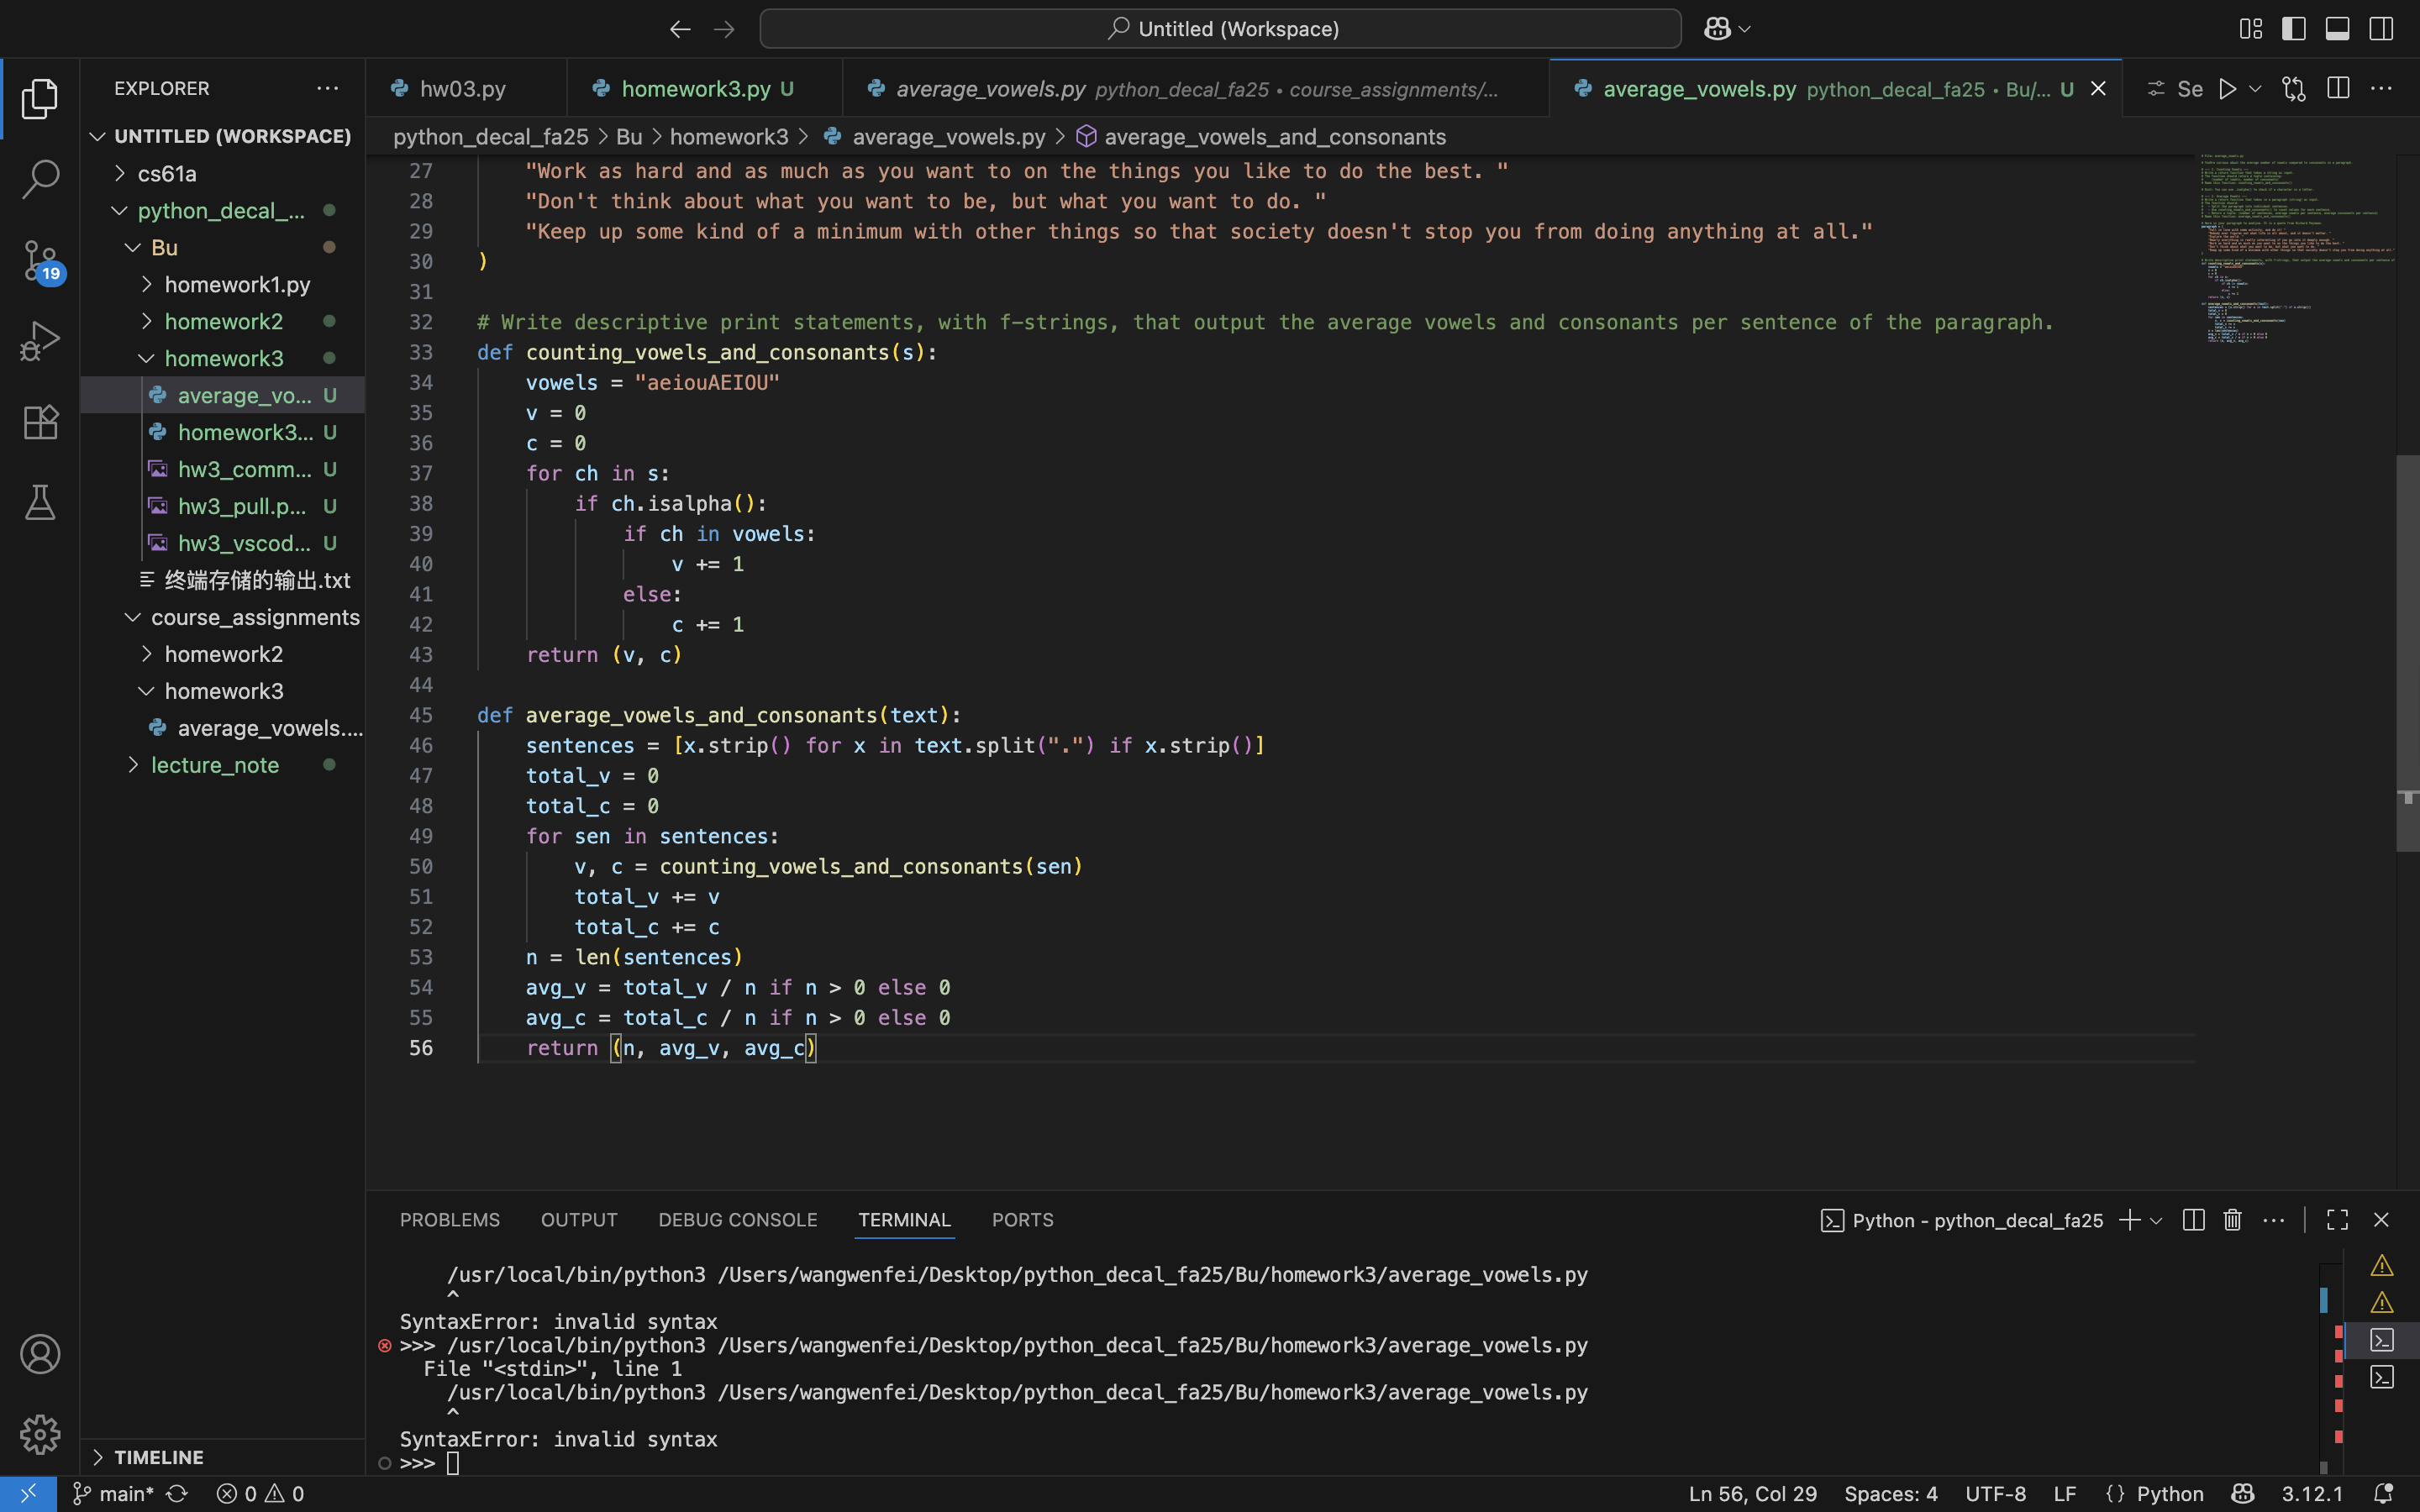 Untitled (Workspace)
EXPLORER
UNTITLED (WORKSPACE)
cs61a
python_decal_...
Bu
homework1.py
homework2
homework3
average_vo... U
homework3... U
hw3_comm... U
hw3_pull.p... U
hw3_vscod... U
终端存储的输出.txt
course_assignments
homework2
homework3
average_vowels....
lecture_note
TIMELINE
19
hw03.py
homework3.py U
average_vowels.py python_decal_fa25 • course_assignments/...
average_vowels.py python_decal_fa25 • Bu/... U
Se
python_decal_fa25 > Bu > homework3 > average_vowels.py > average_vowels_and_consonants
27 "Work as hard and as much as you want to on the things you like to do the best. "
28 "Don't think about what you want to be, but what you want to do. "
29 "Keep up some kind of a minimum with other things so that society doesn't stop you from doing anything at all."
30 )
31
32 # Write descriptive print statements, with f-strings, that output the average vowels and consonants per sentence of the paragraph.
33 def counting_vowels_and_consonants(s):
34 vowels = "aeiouAEIOU"
35 v = 0
36 c = 0
37 for ch in s:
38 if ch.isalpha():
39 if ch in vowels:
40 v += 1
41 else:
42 c += 1
43 return (v, c)
44
45 def average_vowels_and_consonants(text):
46 sentences = [x.strip() for x in text.split(".") if x.strip()]
47 total_v = 0
48 total_c = 0
49 for sen in sentences:
50 v, c = counting_vowels_and_consonants(sen)
51 total_v += v
52 total_c += c
53 n = len(sentences)
54 avg_v = total_v / n if n > 0 else 0
55 avg_c = total_c / n if n > 0 else 0
56 return (n, avg_v, avg_c)
PROBLEMS OUTPUT DEBUG CONSOLE TERMINAL PORTS
Python - python_decal_fa25
/usr/local/bin/python3 /Users/wangwenfei/Desktop/python_decal_fa25/Bu/homework3/average_vowels.py
^
SyntaxError: invalid syntax
>>> /usr/local/bin/python3 /Users/wangwenfei/Desktop/python_decal_fa25/Bu/homework3/average_vowels.py
File "<stdin>", line 1
/usr/local/bin/python3 /Users/wangwenfei/Desktop/python_decal_fa25/Bu/homework3/average_vowels.py
^
SyntaxError: invalid syntax
>>>
main* 0 0
Ln 56, Col 29 Spaces: 4 UTF-8 LF {} Python 3.12.1